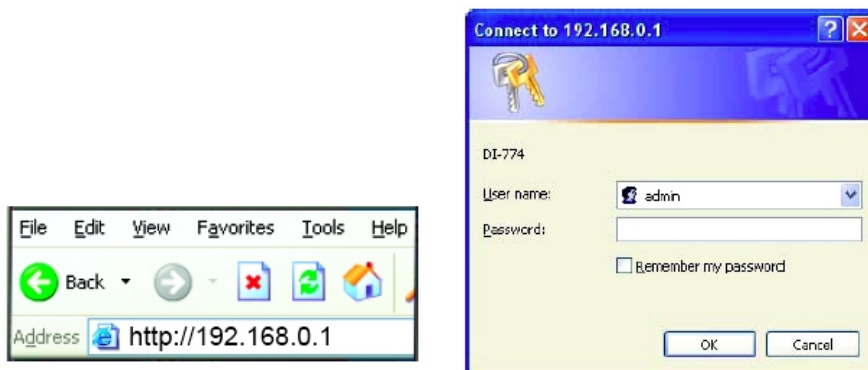 File Edit View Favorites Tools Help
Back
Address http://192.168.0.1
Connect to 192.168.0.1
DI-774
User name: admin
Password:
Remember my password
OK Cancel